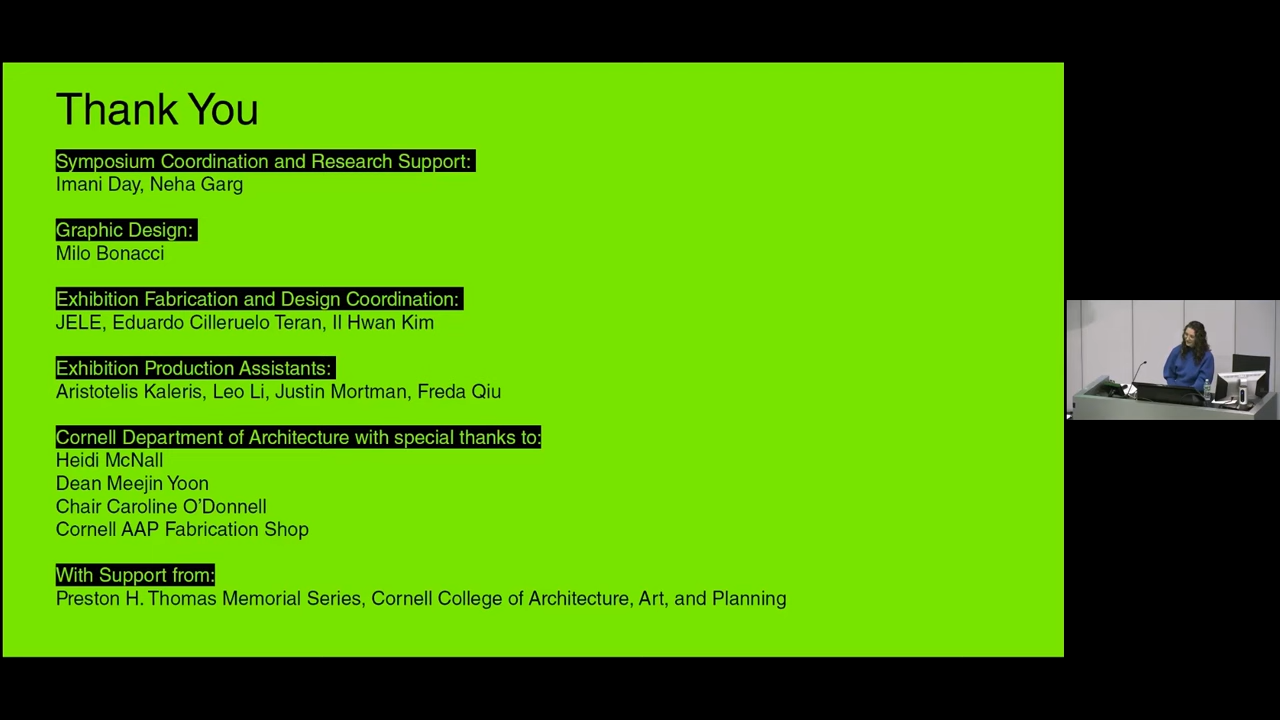 Thank You
Symposium Coordination and Research Support:
Imani Day, Neha Garg
Graphic Design:
Milo Bonacci
Exhibition Fabrication and Design Coordination:
JELE, Eduardo Cilleruelo Teran, Il Hwan Kim
Exhibition Production Assistants:
Aristotelis Kaleris, Leo Li, Justin Mortman, Freda Qiu
Cornell Department of Architecture with special thanks to:
Heidi McNall
Dean Meejin Yoon
Chair Caroline O’Donnell
Cornell AAP Fabrication Shop
With Support from:
Preston H. Thomas Memorial Series, Cornell College of Architecture, Art, and Planning